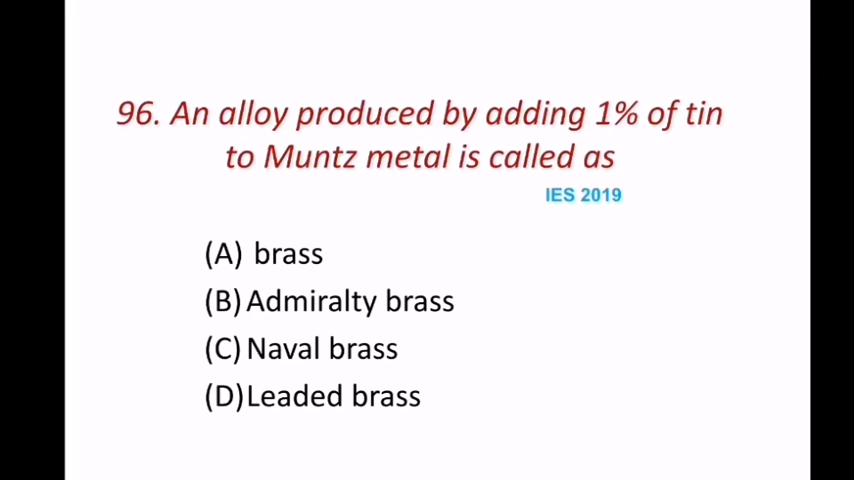 96. An alloy produced by adding 1% of tin
to Muntz metal is called as
IES 2019
(A) brass
(B) Admiralty brass
(C) Naval brass
(D) Leaded brass